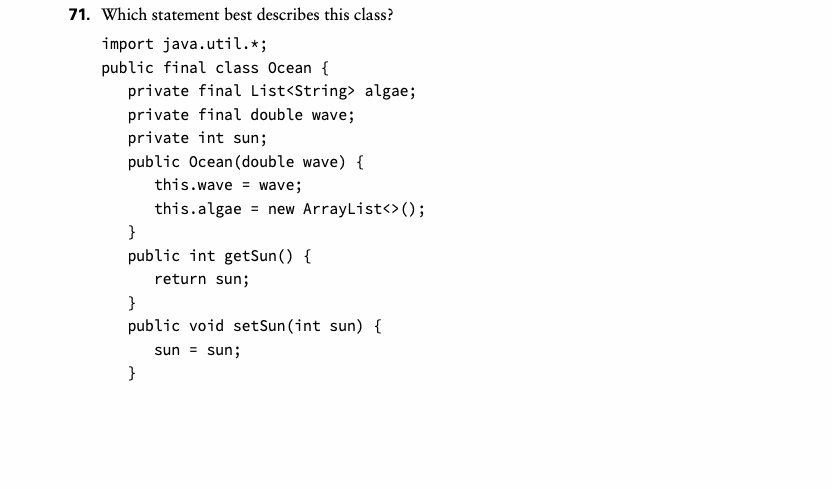 71. Which statement best describes this class?
import java.util.*;
public final class Ocean {
   private final List<String> algae;
   private final double wave;
   private int sun;
   public Ocean(double wave) {
      this.wave = wave;
      this.algae = new ArrayList<>();
   }
   public int getSun() {
      return sun;
   }
   public void setSun(int sun) {
      sun = sun;
   }